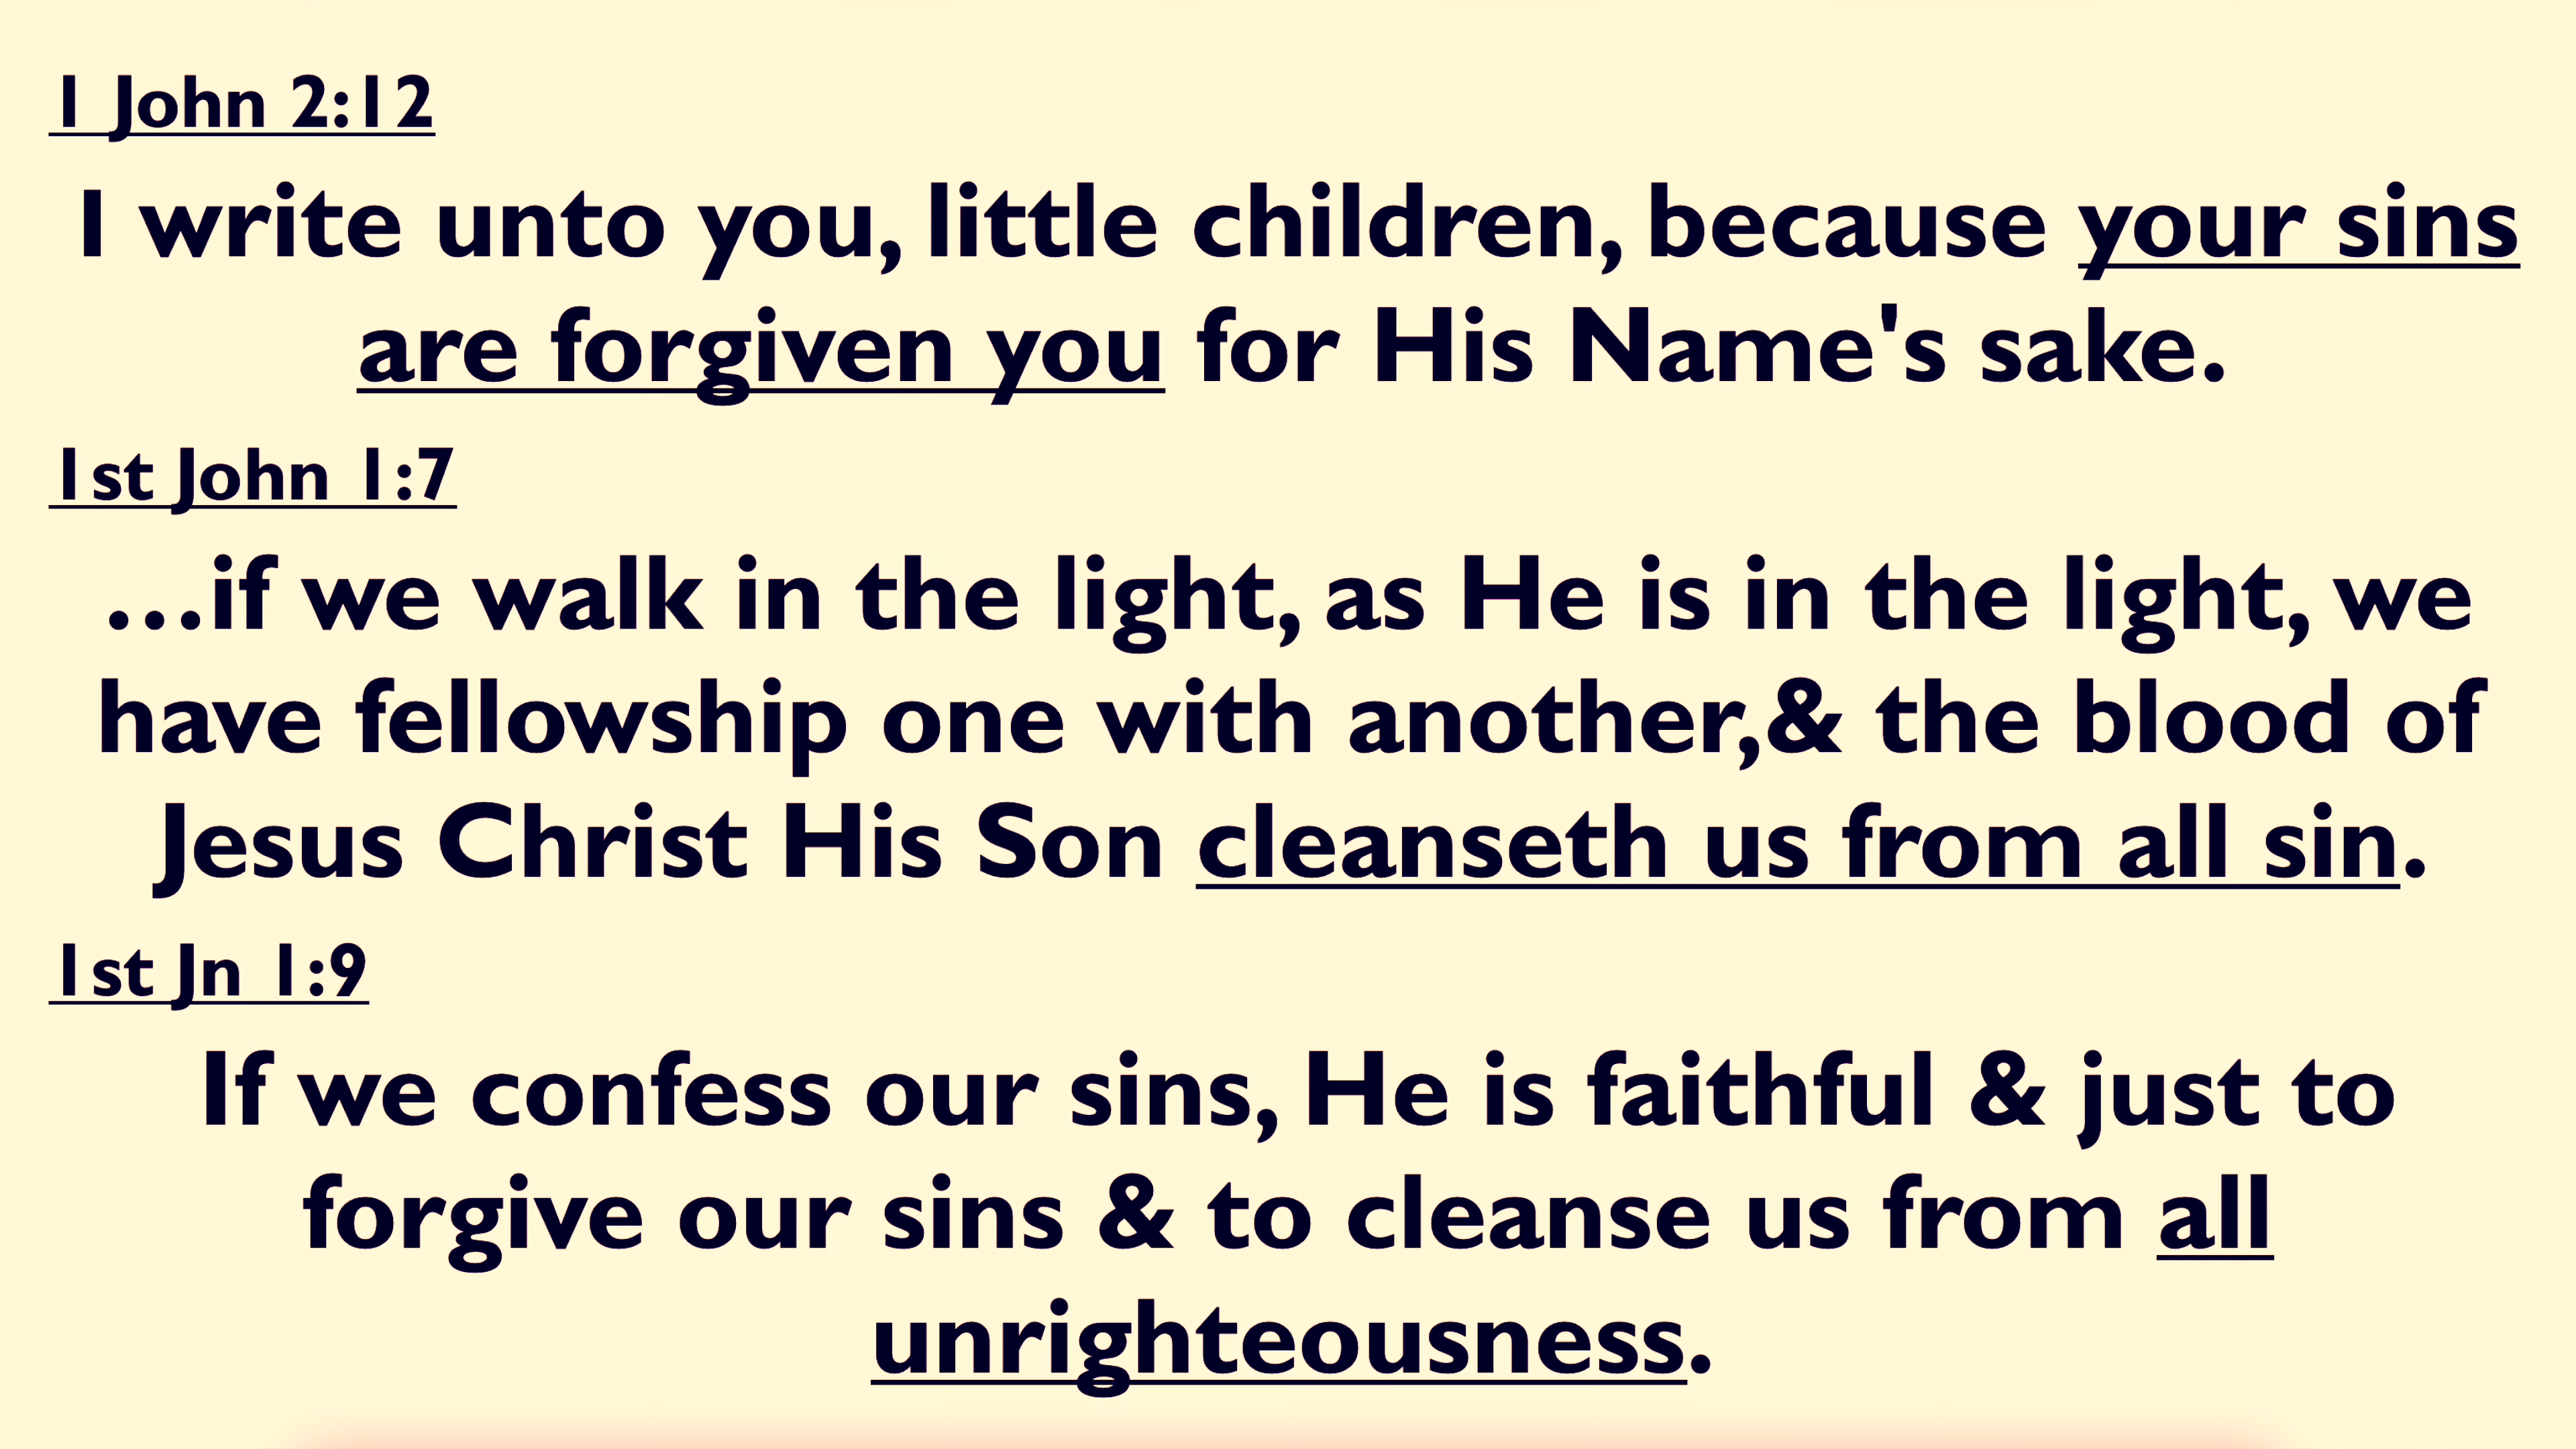 1 John 2:12
I write unto you, little children, because your sins
are forgiven you for His Name's sake.
1st John 1:7
…if we walk in the light, as He is in the light, we
have fellowship one with another,& the blood of
Jesus Christ His Son cleanseth us from all sin.
1st Jn 1:9
If we confess our sins, He is faithful & just to
forgive our sins & to cleanse us from all
unrighteousness.